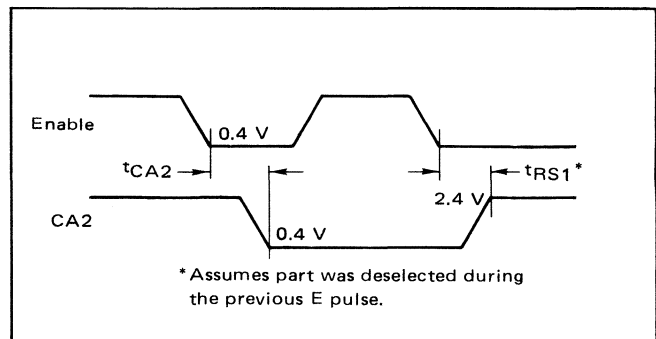 Enable
0.4 V
tCA2
tRS1*
CA2
2.4 V
0.4 V
*Assumes part was deselected during
the previous E pulse.